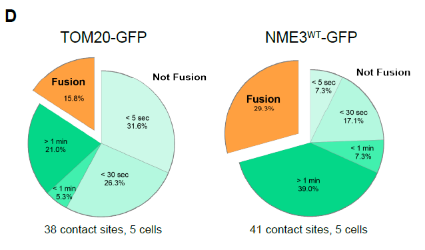 D
TOM20-GFP
NME3WT-GFP
Fusion
15.8%
Not Fusion
< 5 sec
31.6%
> 1 min
21.0%
< 1 min
5.3%
< 30 sec
26.3%
38 contact sites, 5 cells
Fusion
29.3%
Not Fusion
< 5 sec
7.3%
< 30 sec
17.1%
< 1 min
7.3%
> 1 min
39.0%
41 contact sites, 5 cells